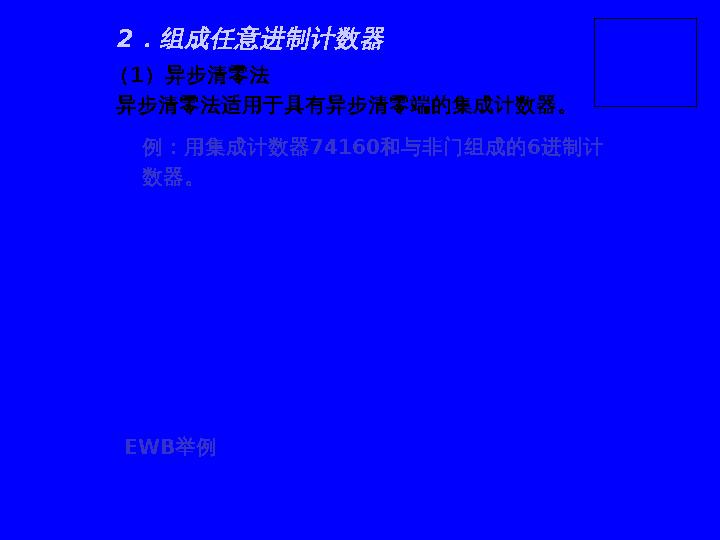 2．组成任意进制计数器
（1）异步清零法
异步清零法适用于具有异步清零端的集成计数器。
例：用集成计数器74160和与非门组成的6进制计
数器。
EWB举例